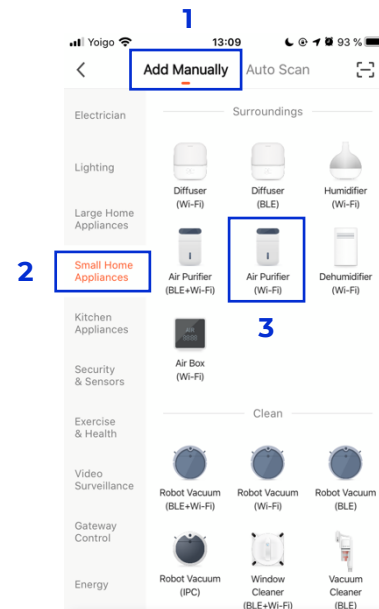 1
Yoigo 13:09 93 %
Add Manually Auto Scan
Electrician
Lighting
Large Home
Appliances
2
Small Home
Appliances
Kitchen
Appliances
Security
& Sensors
Exercise
& Health
Video
Surveillance
Gateway
Control
Energy
Surroundings
Diffuser
(Wi-Fi)
Diffuser
(BLE)
Humidifier
(Wi-Fi)
Air Purifier
(BLE+Wi-Fi)
Air Purifier
(Wi-Fi)
Dehumidifier
(Wi-Fi)
3
Air Box
(Wi-Fi)
Clean
Robot Vacuum
(BLE+Wi-Fi)
Robot Vacuum
(Wi-Fi)
Robot Vacuum
(BLE)
Robot Vacuum
(IPC)
Window
Cleaner
(BLE+Wi-Fi)
Vacuum
Cleaner
(BLE)